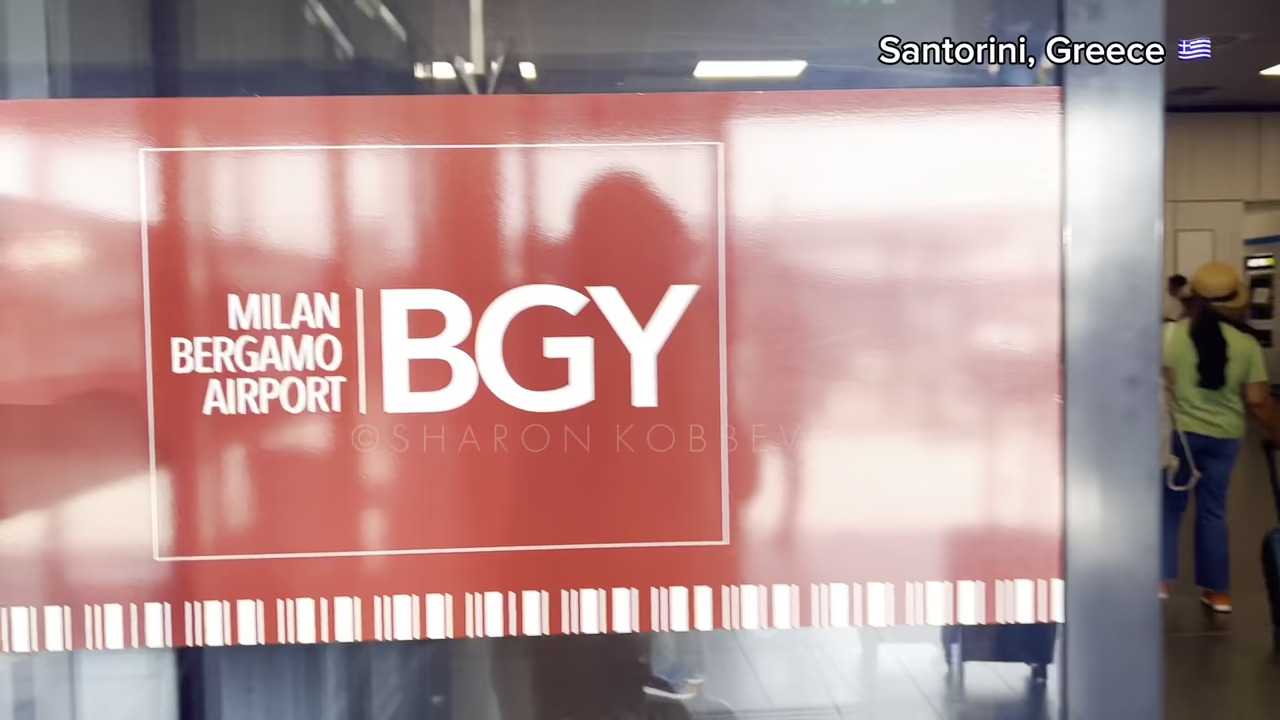 Santorini, Greece 🇬🇷
MILAN
BERGAMO
AIRPORT
BGY
©SHARON KOBBEV